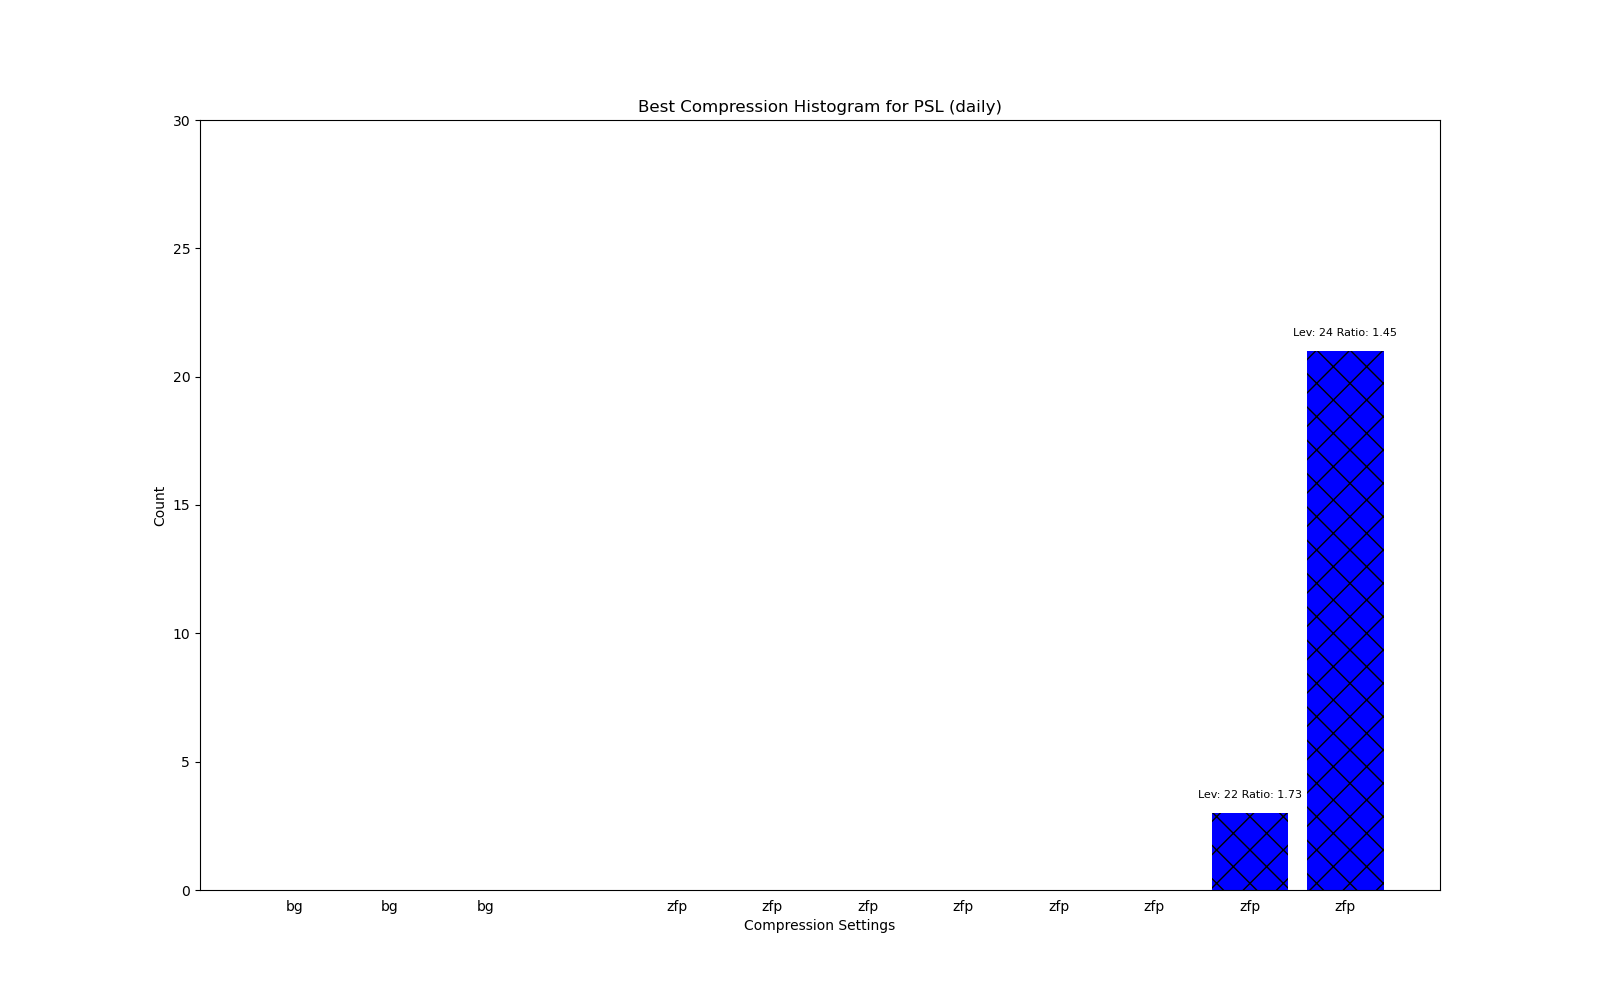 Best Compression Histogram for PSL (daily)
30
25
20
15
10
5
0
Count
Lev: 24 Ratio: 1.45
Lev: 22 Ratio: 1.73
bg bg bg zfp zfp zfp zfp zfp zfp zfp zfp
Compression Settings